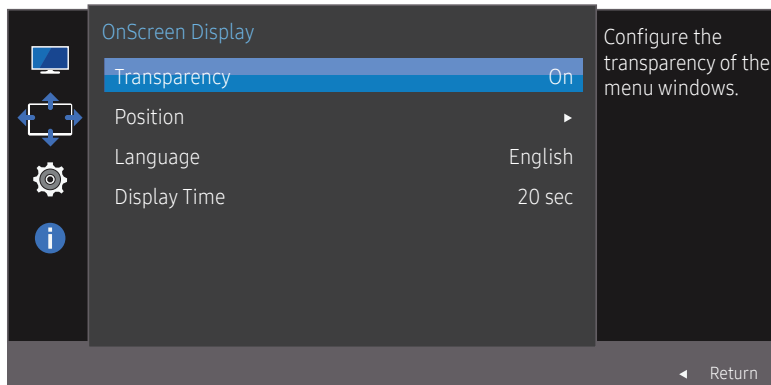 OnScreen Display
Transparency On
Position ▸
Language English
Display Time 20 sec
Configure the
transparency of the
menu windows.
◂ Return